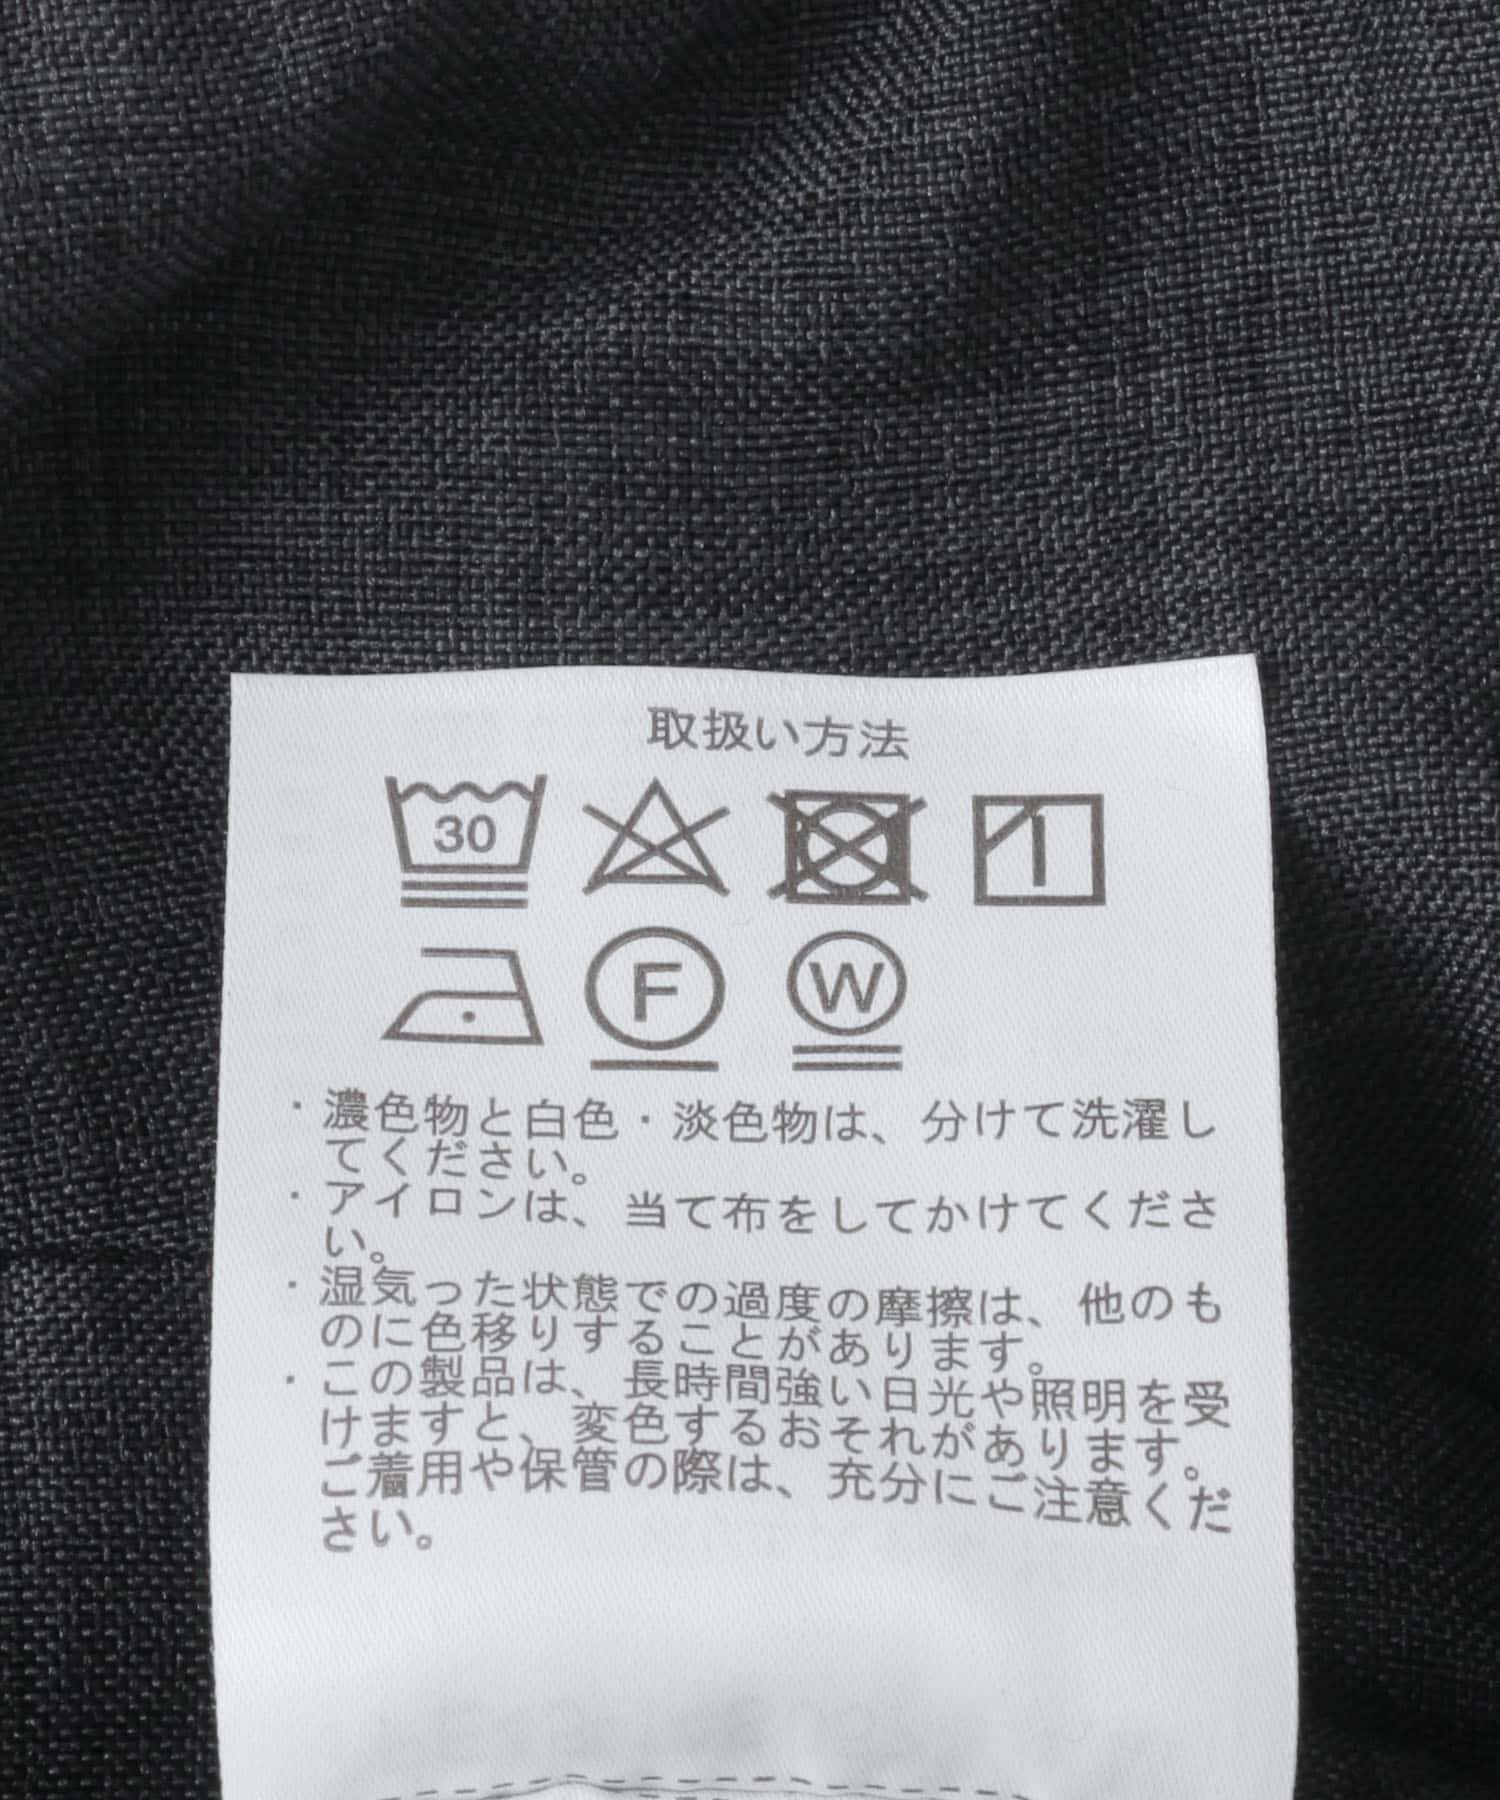 取扱い方法
30
F W
・濃色物と白色・淡色物は、分けて洗濯し
てください。
・アイロンは、当て布をしてかけてくださ
い。
・湿気った状態での過度の摩擦は、他のも
のに色移りすることがあります。
・この製品は、長時間強い日光や照明を受
けますと、変色するおそれがあります。
ご着用や保管の際は、充分にご注意くだ
さい。